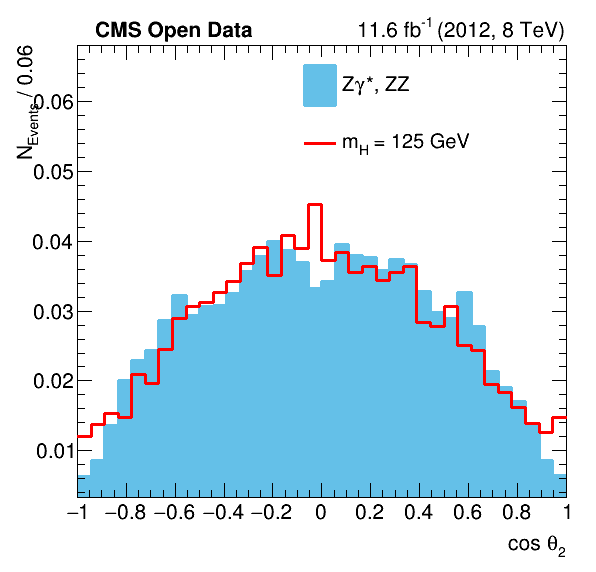 CMS Open Data 11.6 fb⁻¹ (2012, 8 TeV)
N_Events / 0.06
Zγ*, ZZ
m_H = 125 GeV
0.06
0.05
0.04
0.03
0.02
0.01
−1 −0.8 −0.6 −0.4 −0.2 0 0.2 0.4 0.6 0.8 1
cos θ₂